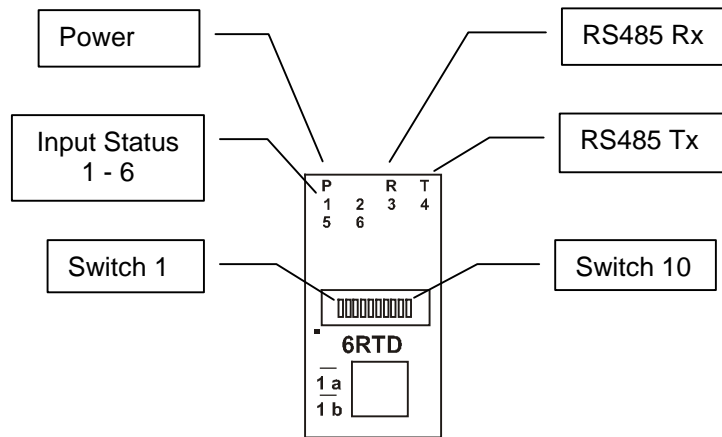 Power
RS485 Rx
Input Status
1 - 6
RS485 Tx
P R T
1 2 3 4
5 6
Switch 1
Switch 10
6RTD
1 a
1 b